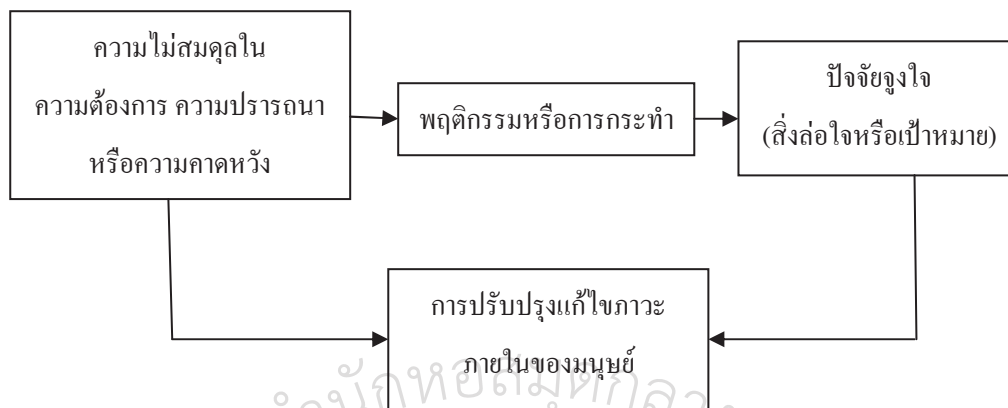 ความไม่สมดุลใน
ความต้องการ ความปรารถนา
หรือความคาดหวัง
พฤติกรรมหรือการกระทำ
ปัจจัยจูงใจ
(สิ่งล่อใจหรือเป้าหมาย)
การปรับปรุงแก้ไขภาวะ
ภายในของมนุษย์